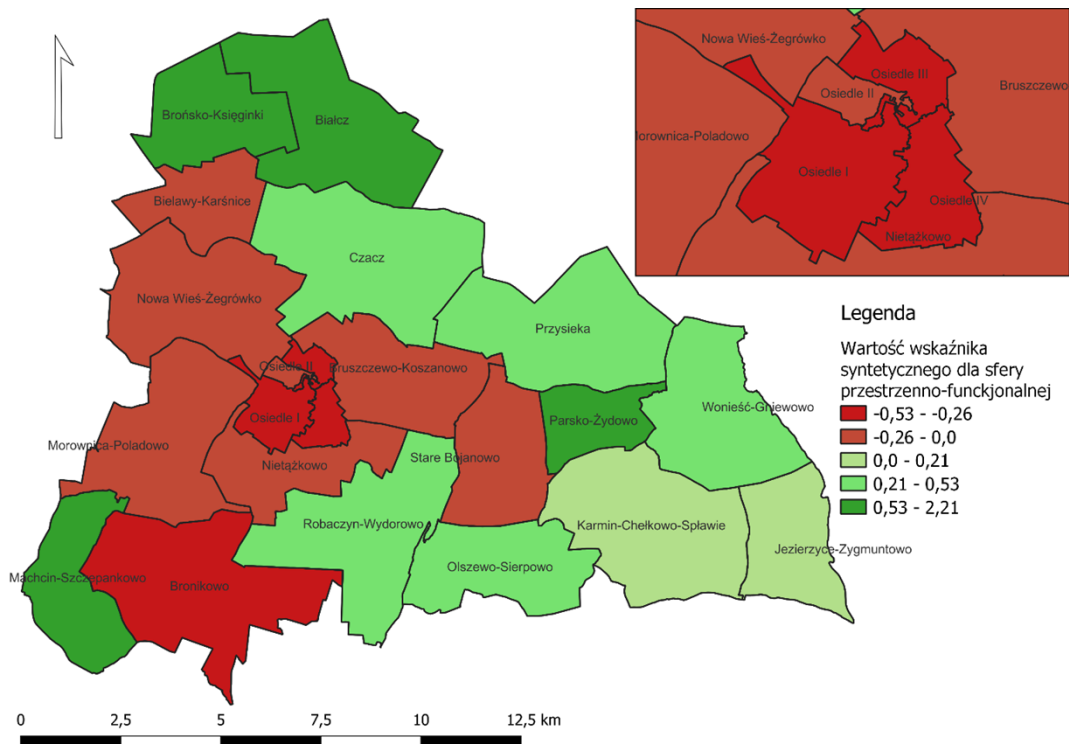 Brońsko-Księginki
Białcz
Bielawy-Karśnice
Czacz
Nowa Wieś-Żegrówko
Przysieka
Osiedle II
Bruszczewo-Koszanowo
Osiedle I
Parsko-Żydowo
Wonieść-Gniewowo
Morownica-Poladowo
Nietążkowo
Stare Bojanowo
Robaczyn-Wydorowo
Karmin-Chełkowo-Spławie
Jezierzyce-Zygmuntowo
Machcin-Szczepankowo
Bronikowo
Olszewo-Sierpowo
Nowa Wieś-Żegrówko
Osiedle III
Osiedle II
Bruszczewo
Morownica-Poladowo
Osiedle I
Osiedle IV
Nietążkowo
Legenda
Wartość wskaźnika
syntetycznego dla sfery
przestrzenno-funckjonalnej
-0,53 - -0,26
-0,26 - 0,0
0,0 - 0,21
0,21 - 0,53
0,53 - 2,21
0 2,5 5 7,5 10 12,5 km